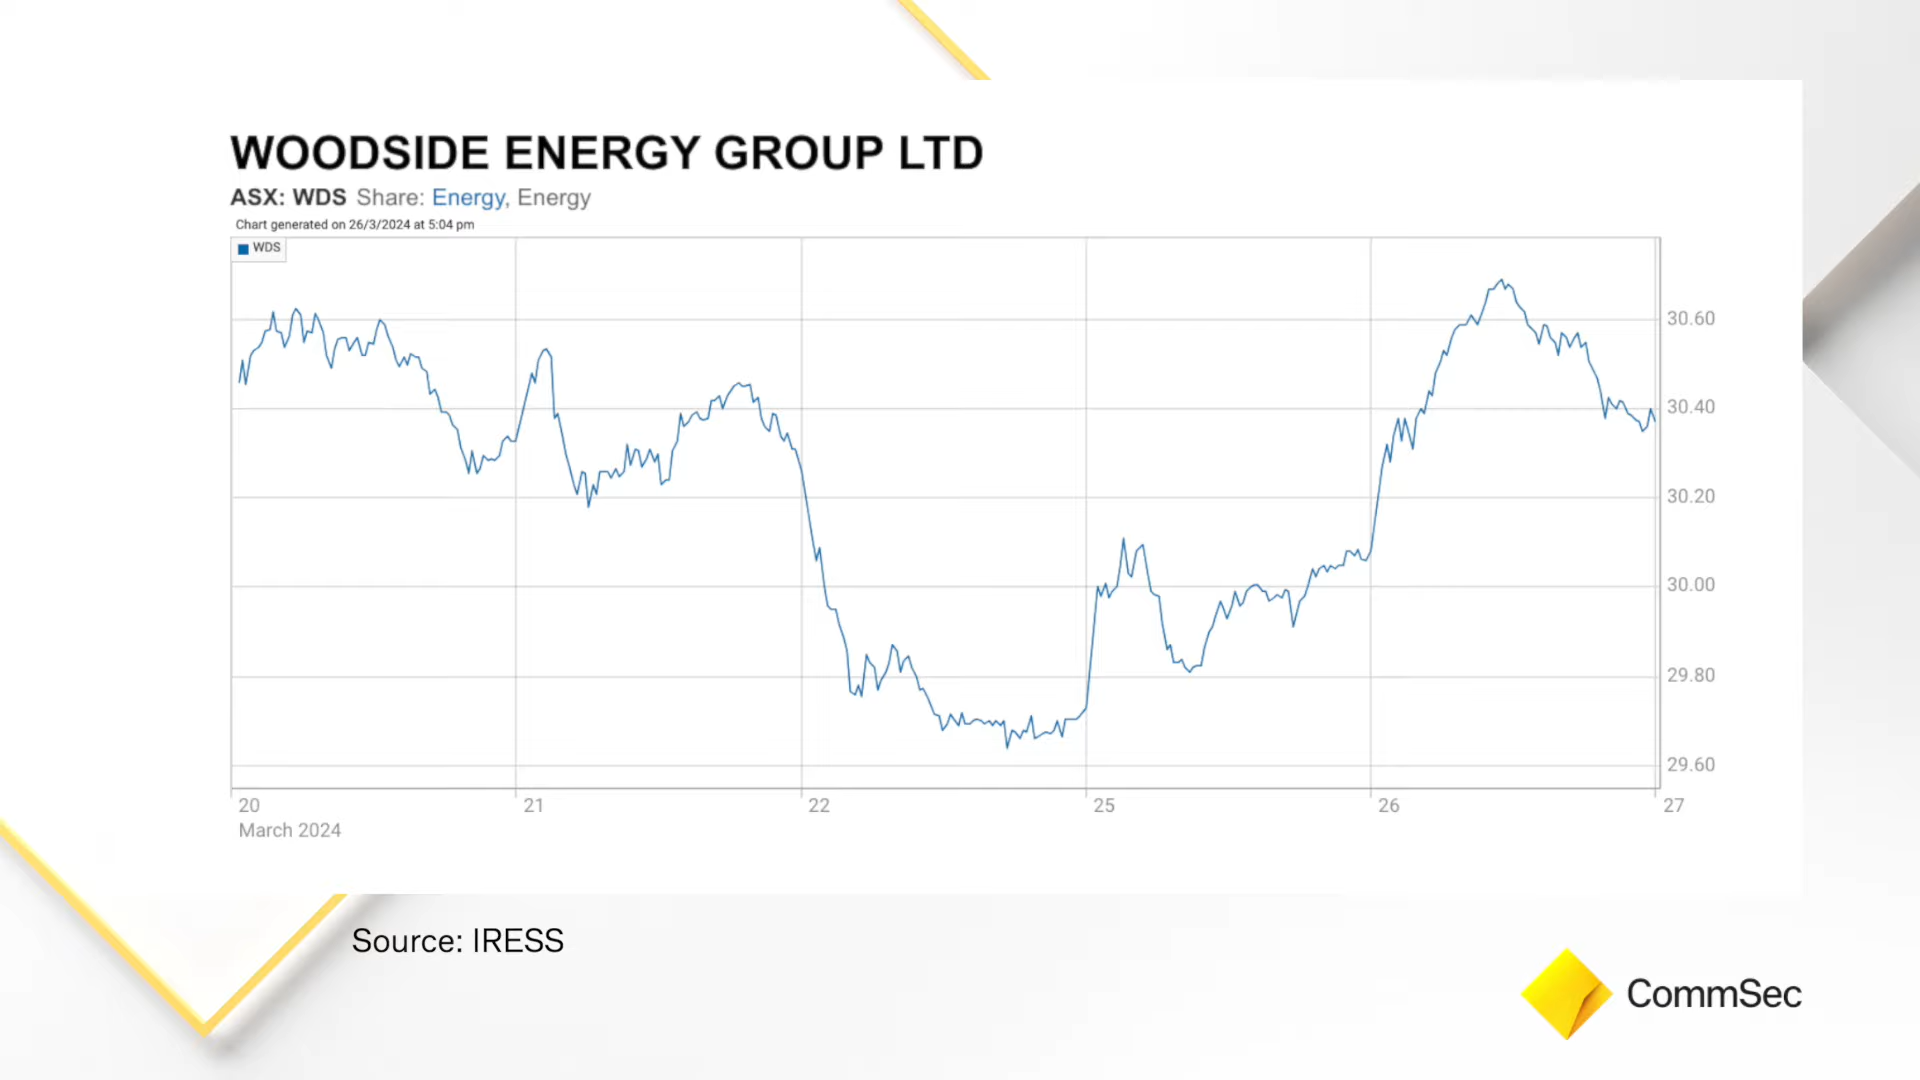 WOODSIDE ENERGY GROUP LTD
ASX: WDS Share: Energy, Energy
Chart generated on 26/3/2024 at 5:04 pm
WDS
30.60
30.40
30.20
30.00
29.80
29.60
20 21 22 25 26 27
March 2024
Source: IRESS
CommSec